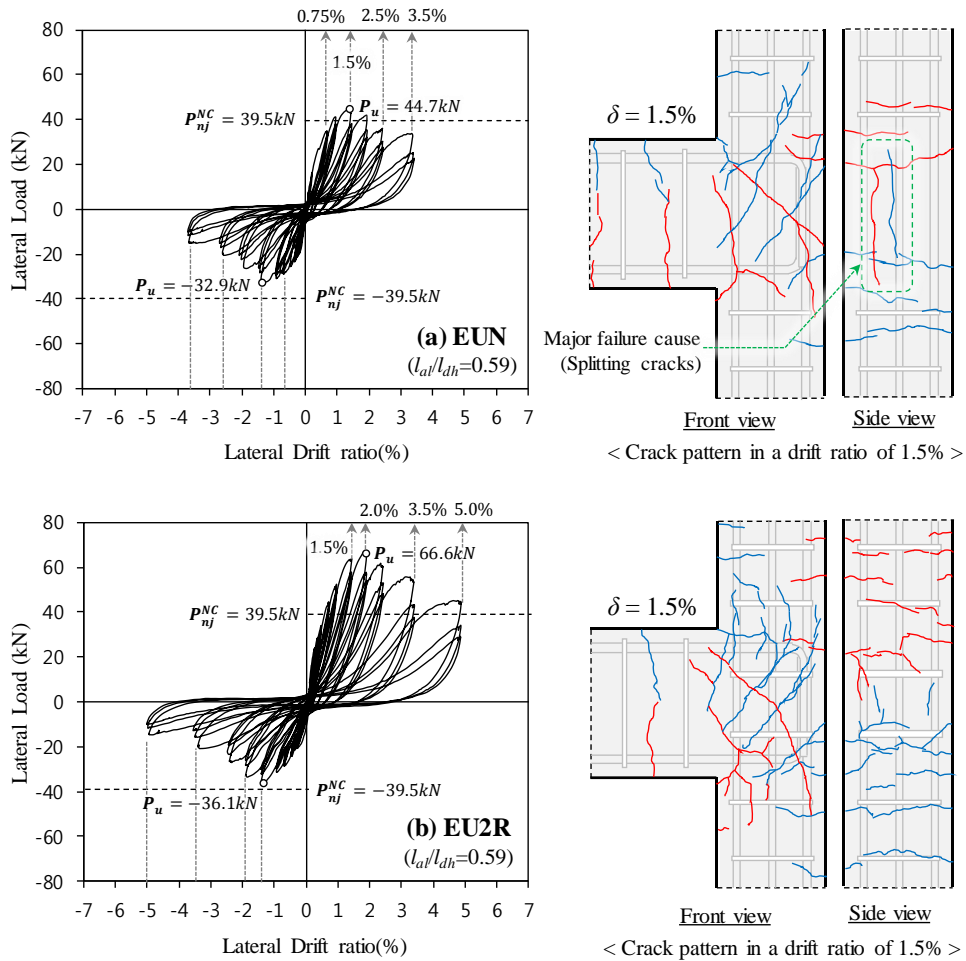 0.75% 2.5% 3.5%
80
60
40
20
0
-20
-40
-60
-80
Lateral Load (kN)
1.5%
P_u = 44.7kN
P_nj^NC = 39.5kN
P_u = −32.9kN
P_nj^NC = −39.5kN
(a) EUN
(l_al/l_dh=0.59)
-7 -6 -5 -4 -3 -2 -1 0 1 2 3 4 5 6 7
Lateral Drift ratio(%)
δ = 1.5%
Major failure cause
(Splitting cracks)
Front view
Side view
< Crack pattern in a drift ratio of 1.5% >
2.0% 3.5% 5.0%
80
60
40
20
0
-20
-40
-60
-80
Lateral Load (kN)
1.5%
P_u = 66.6kN
P_nj^NC = 39.5kN
P_u = −36.1kN
P_nj^NC = −39.5kN
(b) EU2R
(l_al/l_dh=0.59)
-7 -6 -5 -4 -3 -2 -1 0 1 2 3 4 5 6 7
Lateral Drift ratio(%)
δ = 1.5%
Front view
Side view
< Crack pattern in a drift ratio of 1.5% >